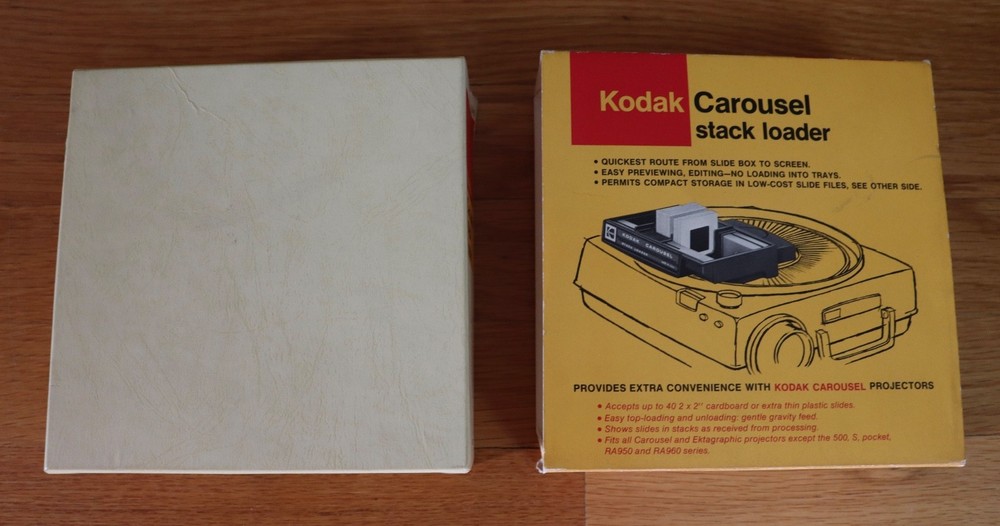 Kodak Carousel
stack loader
• QUICKEST ROUTE FROM SLIDE BOX TO SCREEN.
• EASY PREVIEWING, EDITING—NO LOADING INTO TRAYS.
• PERMITS COMPACT STORAGE IN LOW-COST SLIDE FILES, SEE OTHER SIDE.
KODAK CAROUSEL
PROVIDES EXTRA CONVENIENCE WITH KODAK CAROUSEL PROJECTORS
• Accepts up to 40 2 x 2" cardboard or extra thin plastic slides.
• Easy top-loading and unloading: gentle gravity feed.
• Shows slides in stacks as received from processing.
• Fits all Carousel and Ektagraphic projectors except the 500, S, pocket,
RA950 and RA960 series.